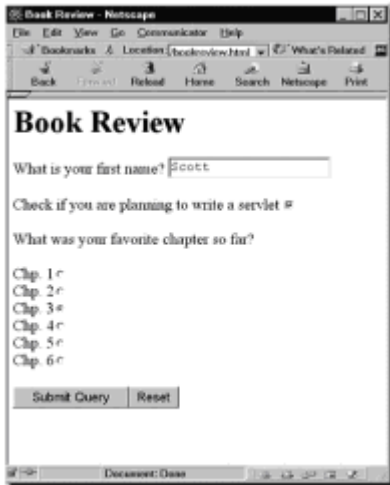 Book Review - Netscape
File Edit View Go Communicator Help
Bookmarks Location: /bookreview.html What's Related
Back Forward Reload Home Search Netscape Print
Book Review
What is your first name? Scott
Check if you are planning to write a servlet
What was your favorite chapter so far?
Chp. 1
Chp. 2
Chp. 3
Chp. 4
Chp. 5
Chp. 6
Submit Query Reset
Document: Done